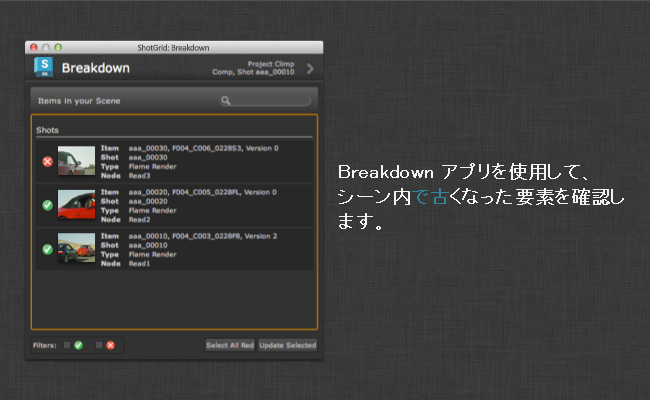 ShotGrid: Breakdown
S
Breakdown
Project Climp
Comp, Shot aaa_00010
Items in your Scene
Shots
Item aaa_00030, F004_C006_0228S3, Version 0
Shot aaa_00030
Type Flame Render
Node Read3
Item aaa_00020, F004_C005_0228FL, Version 0
Shot aaa_00020
Type Flame Render
Node Read2
Item aaa_00010, F004_C003_0228F8, Version 2
Shot aaa_00010
Type Flame Render
Node Read1
Filters:
Select All Red
Update Selected
Breakdown アプリを使用して、
シーン内で古くなった要素を確認し
ます。